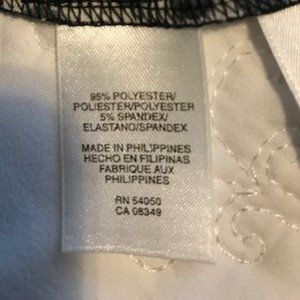 95% POLYESTER/
POLIESTER/POLYESTER
5% SPANDEX/
ELASTANO/SPANDEX
MADE IN PHILIPPINES
HECHO EN FILIPINAS
FABRIQUE AUX
PHILIPPINES
RN 54050
CA 08349